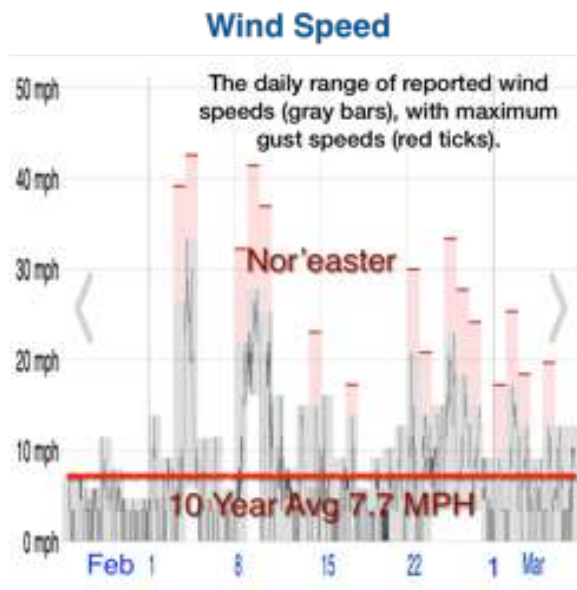 Wind Speed
The daily range of reported wind
speeds (gray bars), with maximum
gust speeds (red ticks).
50 mph
40 mph
30 mph
20 mph
10 mph
0 mph
Nor'easter
10 Year Avg 7.7 MPH
Feb 1 8 15 22 1 Mar